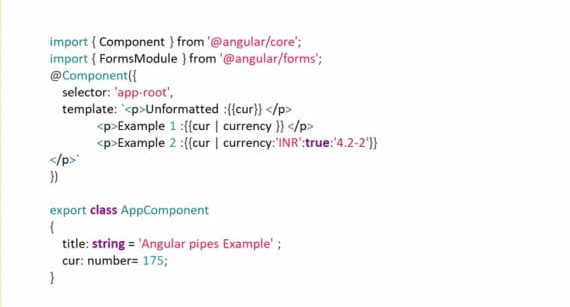 import { Component } from '@angular/core';
import { FormsModule } from '@angular/forms';
@Component({
selector: 'app-root',
template: `<p>Unformatted :{{cur}} </p>
<p>Example 1 :{{cur | currency }} </p>
<p>Example 2 :{{cur | currency:'INR':true:'4.2-2'}}
</p>`
})
export class AppComponent
{
title: string = 'Angular pipes Example' ;
cur: number= 175;
}